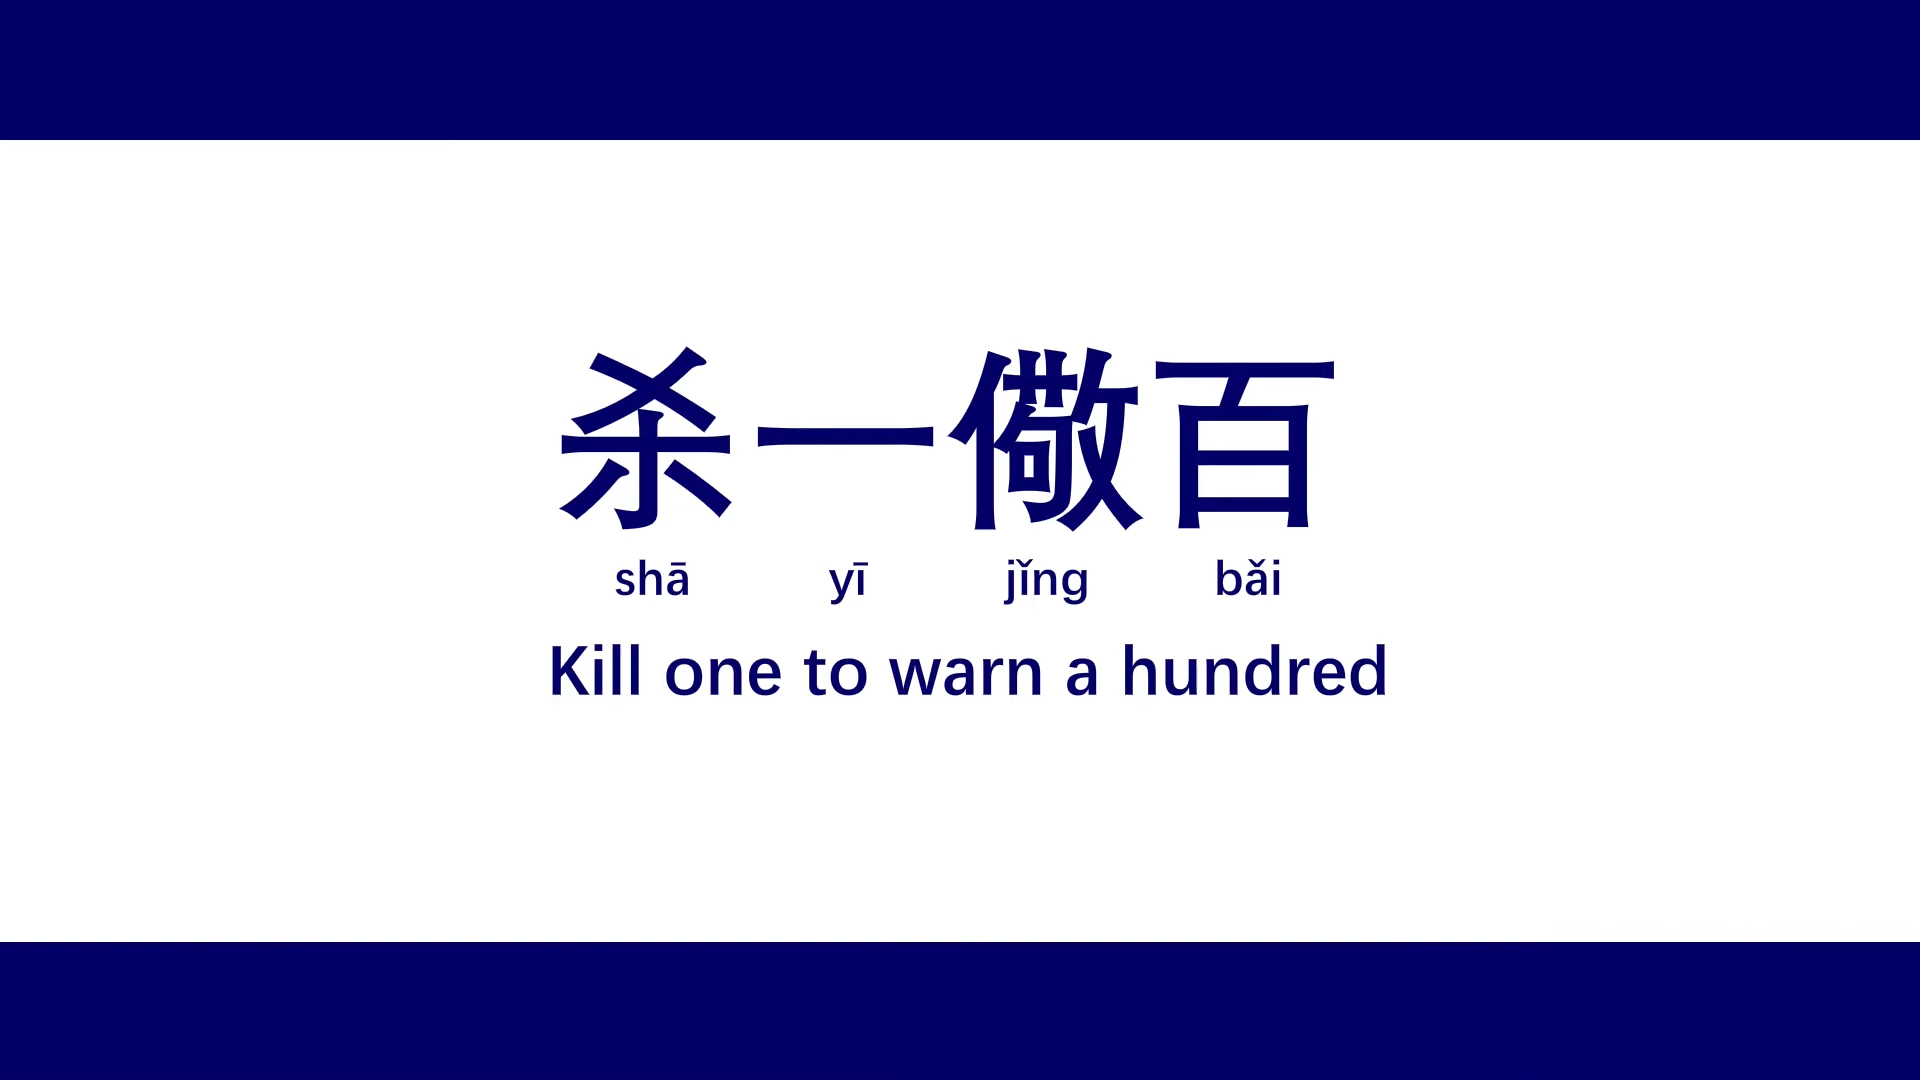 杀一儆百
shā yī jǐng bǎi
Kill one to warn a hundred